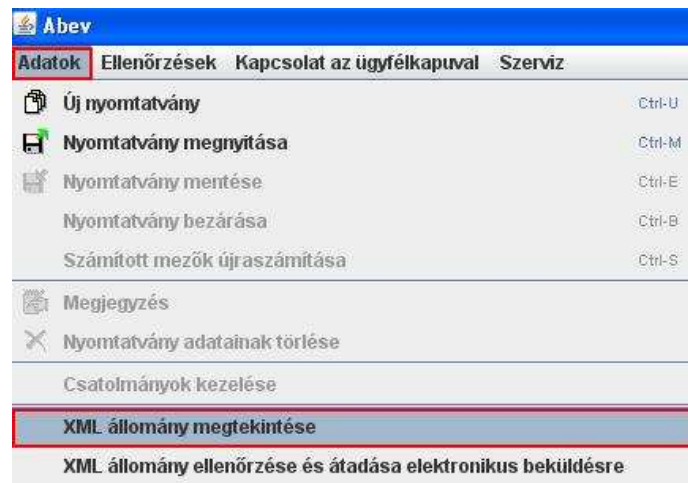 Abev
Adatok Ellenőrzések Kapcsolat az ügyfélkapuval Szerviz
Új nyomtatvány Ctrl-U
Nyomtatvány megnyitása Ctrl-M
Nyomtatvány mentése Ctrl-E
Nyomtatvány bezárása Ctrl-B
Számított mezők újraszámítása Ctrl-S
Megjegyzés
Nyomtatvány adatainak törlése
Csatolmányok kezelése
XML állomány megtekintése
XML állomány ellenőrzése és átadása elektronikus beküldésre